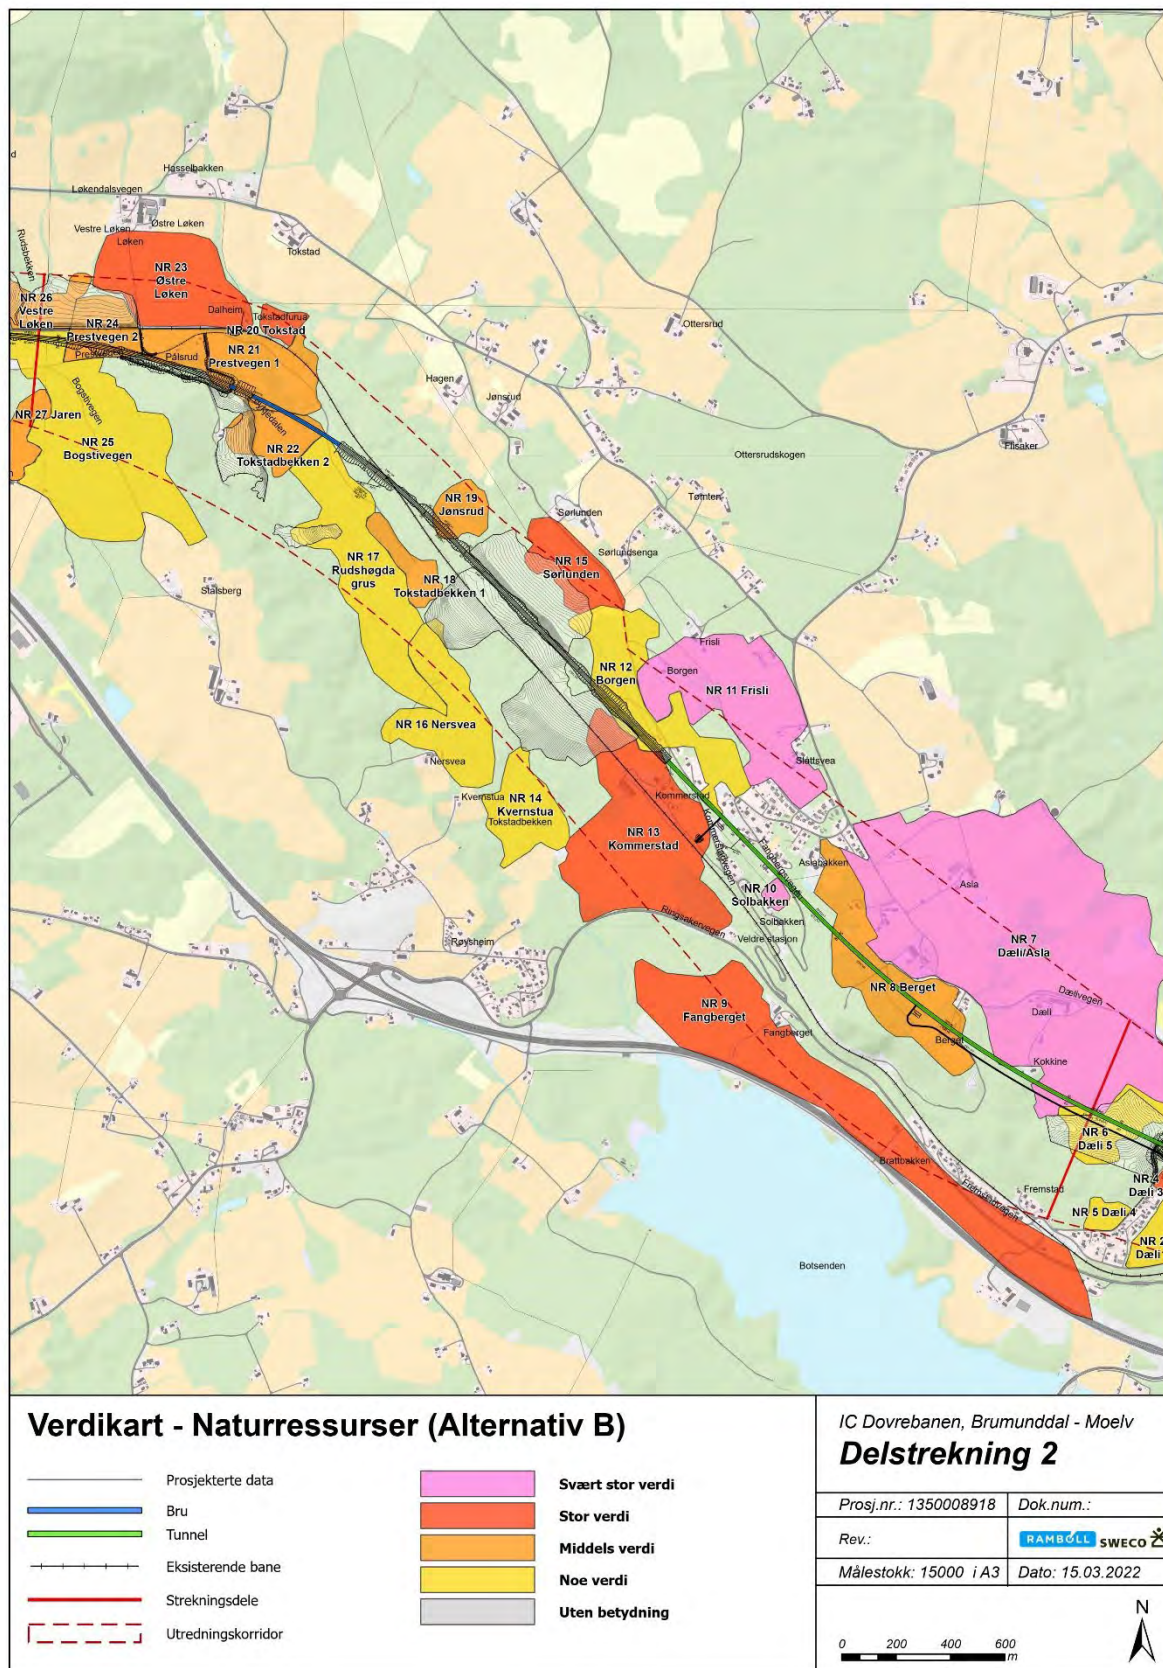 d
Hasselbakken
Løkendalsvegen
Vestre Løken
Østre Løken
Løken
Tokstad
Rudsbekken
NR 23
Østre
Løken
NR 26
Vestre
Løken
NR 24
Prestvegen 2
Dalheim
Tokstadfurua
NR 20 Tokstad
NR 21
Prestvegen 1
Pålsrud
Ottersrud
Hagen
Jønsrud
Bogstivegen
NR 27 Jaren
NR 25
Bogstivegen
NR 22
Tokstadbekken 2
Flisaker
Ottersrudskogen
NR 19
Jønsrud
Tømten
Sørlunden
Sørlundsenga
NR 15
Sørlunden
NR 17
Rudshøgda
grus
NR 18
Tokstadbekken 1
Stalsberg
Frisli
NR 12
Borgen
Borgen
NR 11 Frisli
NR 16 Nersvea
Nersvea
Slåttsvea
Kvernstua
NR 14
Kvernstua
Tokstadbekken
Kommerstad
Kommerstadvegen
NR 13
Kommerstad
Fangbergsvegen
Aslabakken
Asla
NR 10
Solbakken
Solbakken
Ringsakervegen
Veldre stasjon
Røysheim
NR 7
Dæli/Asla
NR 8 Berget
Dælivegen
NR 9
Fangberget
Fangberget
Dæli
Berget
Kokkine
NR 6
Dæli 5
Brattbakken
Fremstad
Fremstadvegen
NR 4
Dæli 3
NR 5 Dæli 4
NR 2
Dæli
Botsenden
Verdikart - Naturressurser (Alternativ B)
Prosjekterte data
Bru
Tunnel
Eksisterende bane
Strekningsdele
Utredningskorridor
Svært stor verdi
Stor verdi
Middels verdi
Noe verdi
Uten betydning
IC Dovrebanen, Brumunddal - Moelv
Delstrekning 2
Prosj.nr.: 1350008918
Dok.num.:
Rev.:
RAMBOLL SWECO
Målestokk: 15000 i A3
Dato: 15.03.2022
N
0 200 400 600
m